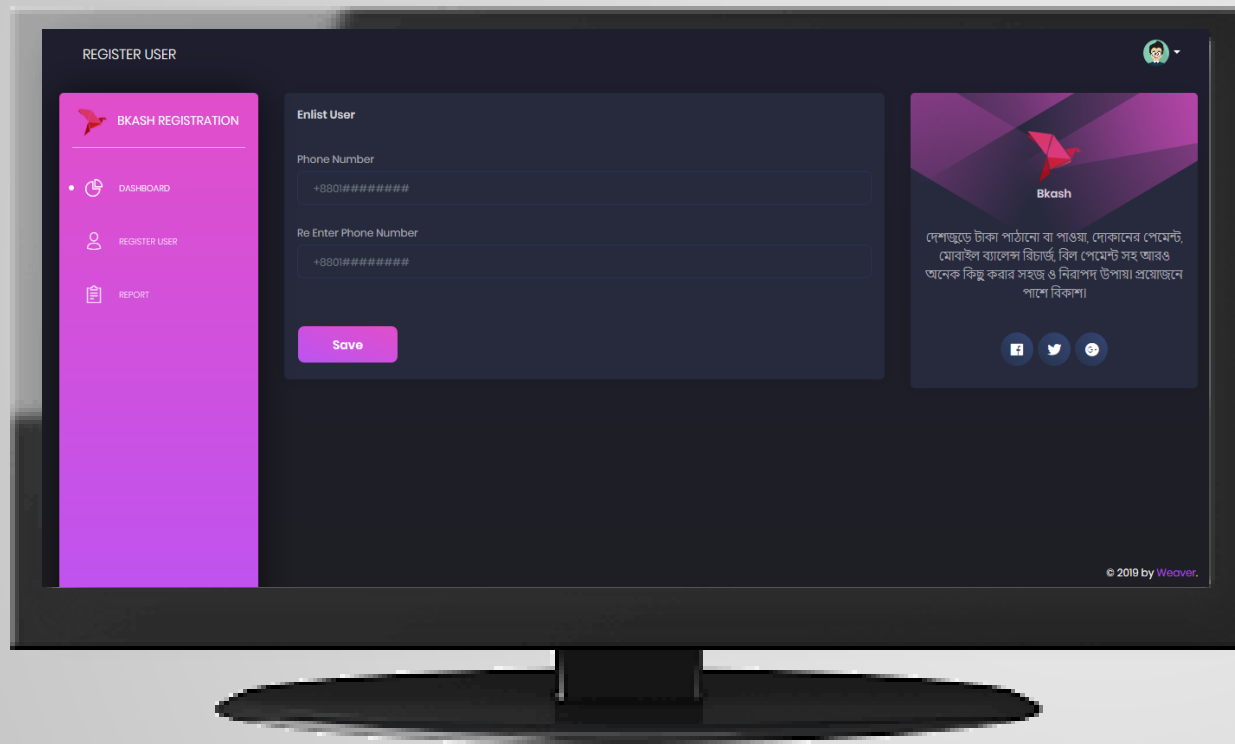 REGISTER USER
BKASH REGISTRATION
DASHBOARD
REGISTER USER
REPORT
Enlist User
Phone Number
+8801########
Re Enter Phone Number
+8801########
Save
Bkash
দেশজুড়ে টাকা পাঠানো বা পাওয়া, দোকানের পেমেন্ট,
মোবাইল ব্যালেন্স রিচার্জ, বিল পেমেন্ট সহ আরও
অনেক কিছু করার সহজ ও নিরাপদ উপায়। প্রয়োজনে
পাশে বিকাশ।
© 2019 by Weaver.